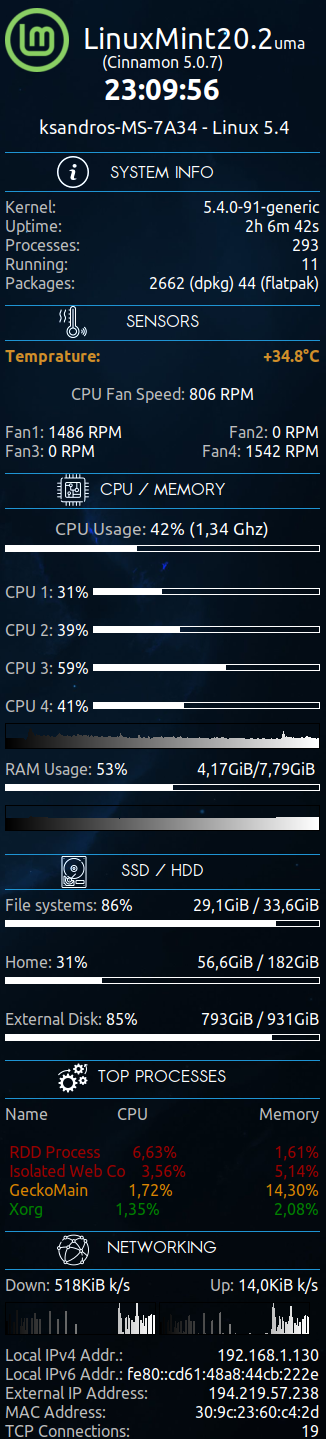 LinuxMint20.2uma
(Cinnamon 5.0.7)
23:09:56
ksandros-MS-7A34 - Linux 5.4
SYSTEM INFO
Kernel: 5.4.0-91-generic
Uptime: 2h 6m 42s
Processes: 293
Running: 11
Packages: 2662 (dpkg) 44 (flatpak)
SENSORS
Temprature: +34.8°C
CPU Fan Speed: 806 RPM
Fan1: 1486 RPM Fan2: 0 RPM
Fan3: 0 RPM Fan4: 1542 RPM
CPU / MEMORY
CPU Usage: 42% (1,34 Ghz)
CPU 1: 31%
CPU 2: 39%
CPU 3: 59%
CPU 4: 41%
RAM Usage: 53% 4,17GiB/7,79GiB
SSD / HDD
File systems: 86% 29,1GiB / 33,6GiB
Home: 31% 56,6GiB / 182GiB
External Disk: 85% 793GiB / 931GiB
TOP PROCESSES
Name CPU Memory
RDD Process 6,63% 1,61%
Isolated Web Co 3,56% 5,14%
GeckoMain 1,72% 14,30%
Xorg 1,35% 2,08%
NETWORKING
Down: 518KiB k/s Up: 14,0KiB k/s
Local IPv4 Addr.: 192.168.1.130
Local IPv6 Addr.: fe80::cd61:48a8:44cb:222e
External IP Address: 194.219.57.238
MAC Address: 30:9c:23:60:c4:2d
TCP Connections: 19